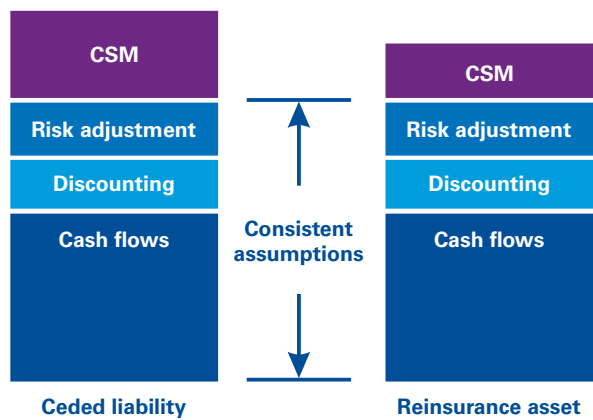 CSM
Risk adjustment
Discounting
Cash flows
Ceded liability
Consistent
assumptions
CSM
Risk adjustment
Discounting
Cash flows
Reinsurance asset